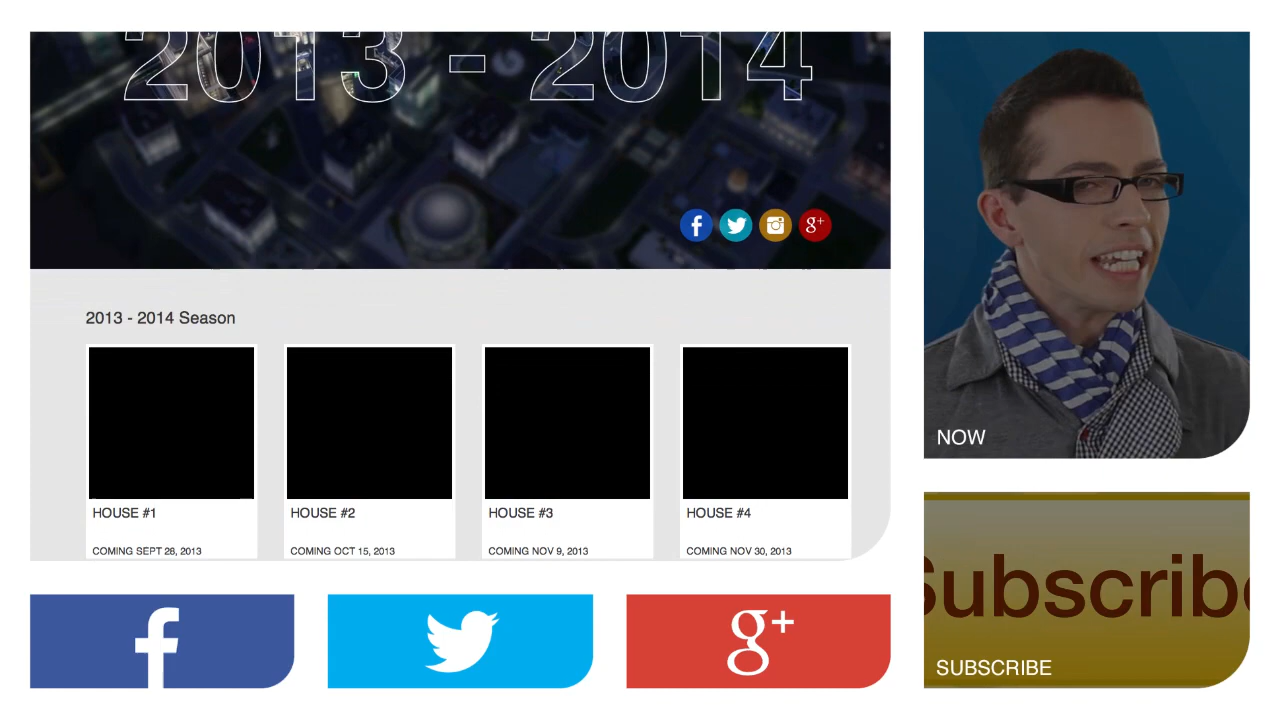 2013 - 2014
f
g+
2013 - 2014 Season
HOUSE #1
HOUSE #2
HOUSE #3
HOUSE #4
COMING SEPT 28, 2013
COMING OCT 15, 2013
COMING NOV 9, 2013
COMING NOV 30, 2013
f
g+
NOW
Subscribe
SUBSCRIBE